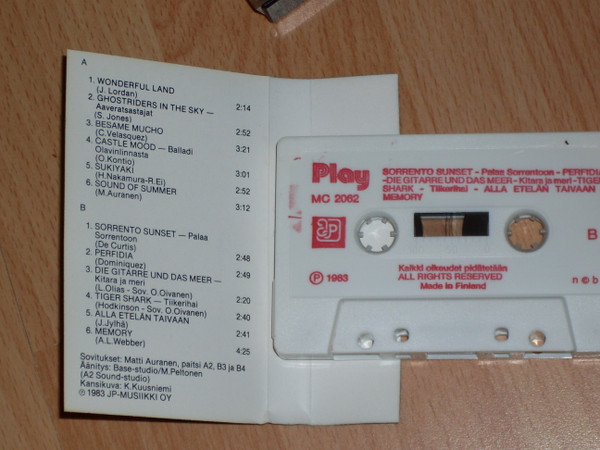 A
1. WONDERFUL LAND
(J. Lordan) 2:14
2. GHOSTRIDERS IN THE SKY —
Aaveratsastajat
(S. Jones) 2:52
3. BESAME MUCHO
(C.Velasquez) 3:21
4. CASTLE MOOD — Balladi
Olavinlinnasta
(O.Kontio) 3:01
5. SUKIYAKI
(H.Nakamura-R.Ei) 2:52
6. SOUND OF SUMMER
(M.Auranen) 3:12
B
1. SORRENTO SUNSET — Palaa
Sorrentoon
(De Curtis) 2:48
2. PERFIDIA
(Dominiquez) 2:49
3. DIE GITARRE UND DAS MEER —
Kitara ja meri
(L.Olias - Sov. O.Oivanen) 2:20
4. TIGER SHARK — Tiikerihai
(Hodkinson - Sov. O.Oivanen) 2:40
5. ALLA ETELÄN TAIVAAN
(J.Jylhä) 2:41
6. MEMORY
(A.L.Webber) 4:25
Sovitukset: Matti Auranen, paitsi A2, B3 ja B4
Äänitys: Base-studio/M.Peltonen
(A2 Sound-studio)
Kansikuva: K.Kuusniemi
℗ 1983 JP-MUSIIKKI OY
Play
MC 2062
SORRENTO SUNSET - Palaa Sorrentoon - PERFIDIA
-DIE GITARRE UND DAS MEER - Kitara ja meri -TIGER
SHARK - Tiikerihai - ALLA ETELÄN TAIVAAN
MEMORY
B
℗ 1983
Kaikki oikeudet pidätetään
ALL RIGHTS RESERVED
Made in Finland